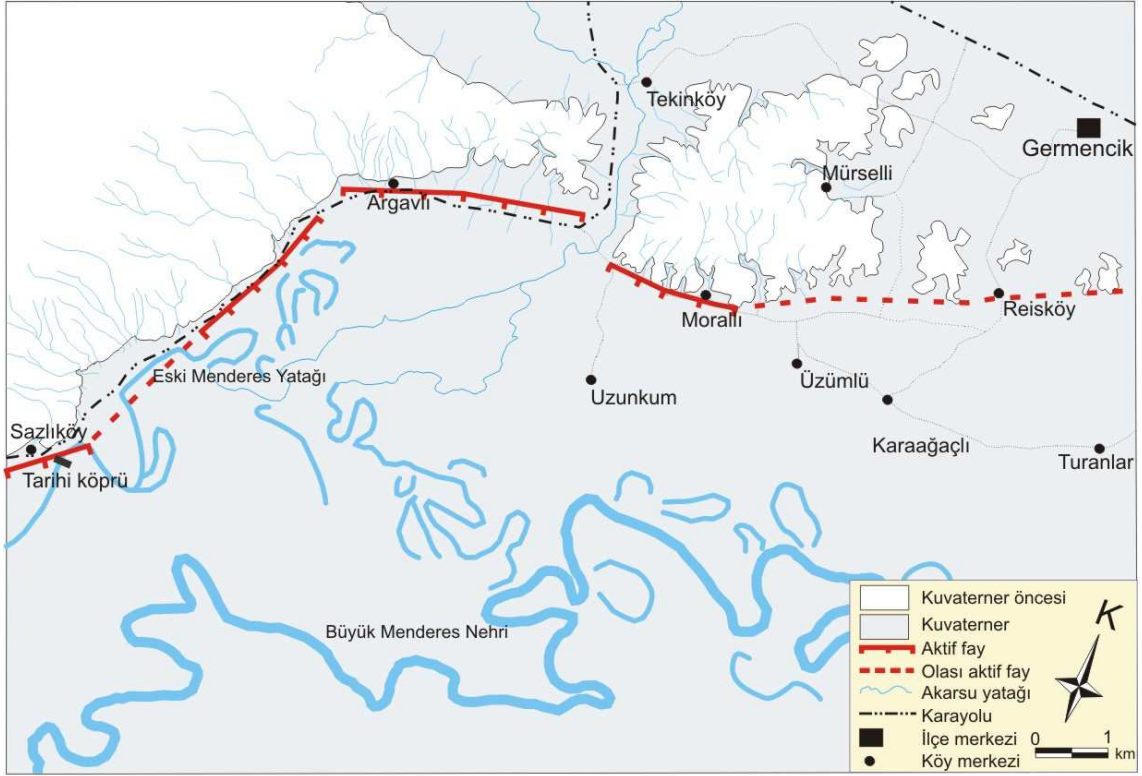 Tekinköy
Germencik
Mürselli
Argavlı
Reisköy
Morallı
Eski Menderes Yatağı
Üzümlü
Uzunkum
Sazlıköy
Karaağaçlı
Turanlar
Tarihi köprü
Büyük Menderes Nehri
K
Kuvaterner öncesi
Kuvaterner
Aktif fay
Olası aktif fay
Akarsu yatağı
Karayolu
İlçe merkezi
Köy merkezi
0 1
km